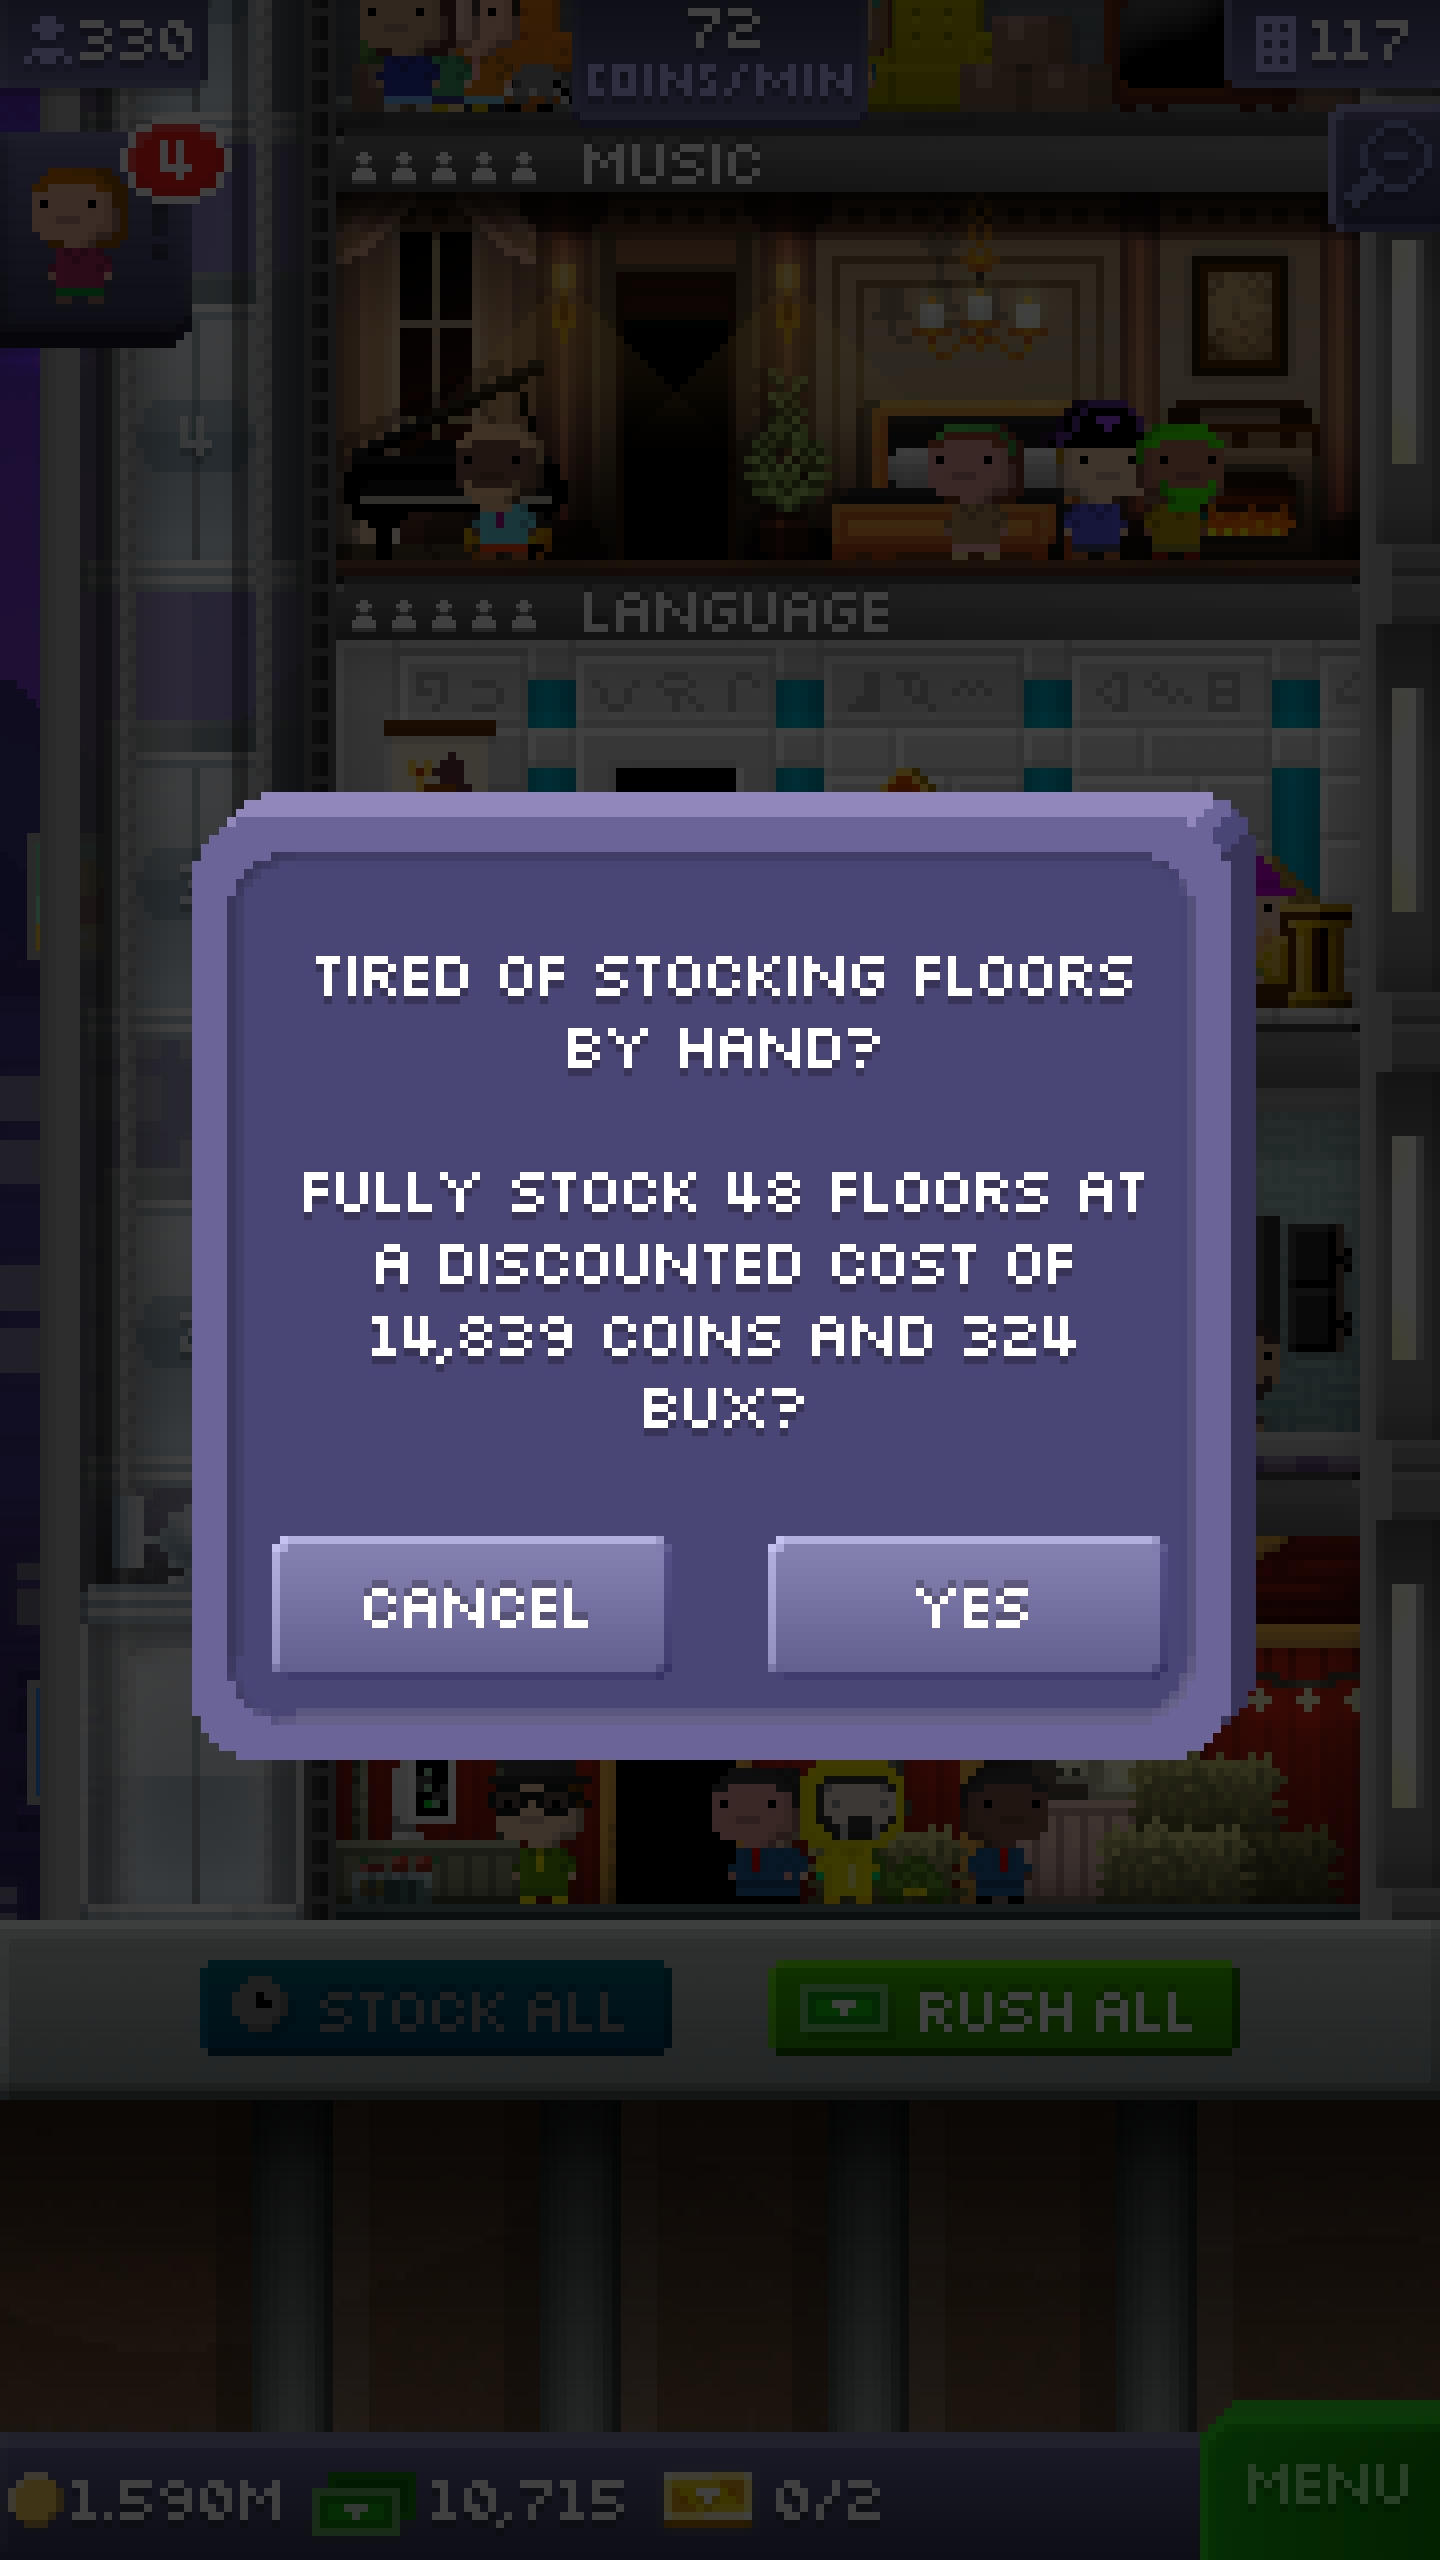 330
72
COINS/MIN
117
4
MUSIC
4
LANGUAGE
TIRED OF STOCKING FLOORS
BY HAND?
FULLY STOCK 48 FLOORS AT
A DISCOUNTED COST OF
14,839 COINS AND 324
BUX?
CANCEL
YES
STOCK ALL
RUSH ALL
1.590M
10,715
0/2
MENU